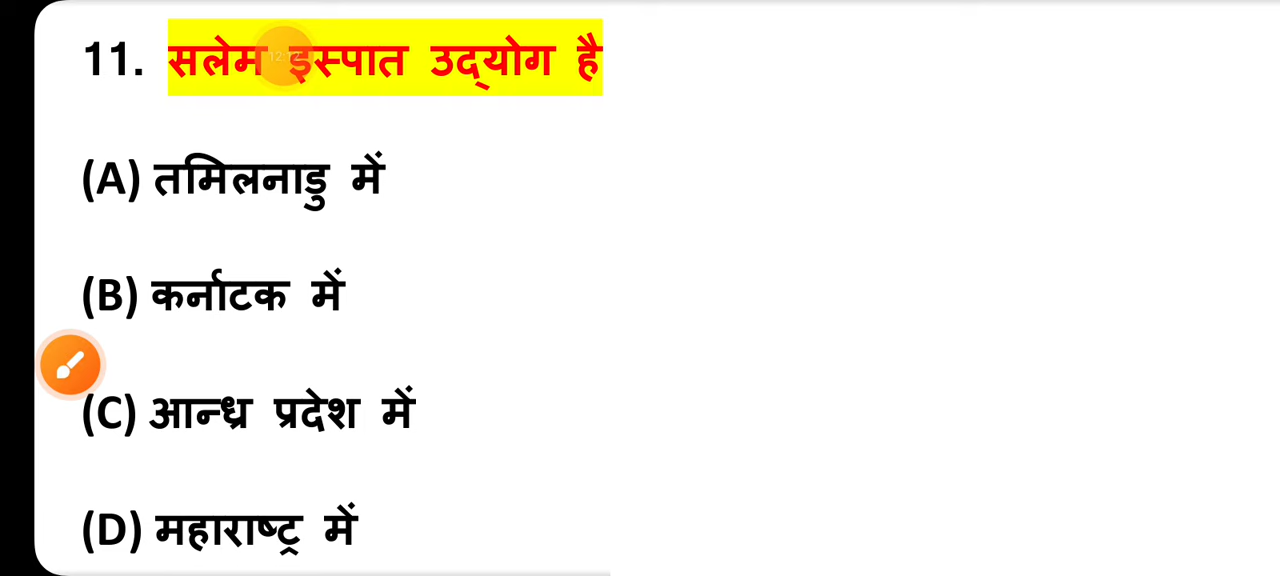 11. सलेम इस्पात उद्योग है
(A) तमिलनाडु में
(B) कर्नाटक में
(C) आन्ध्र प्रदेश में
(D) महाराष्ट्र में